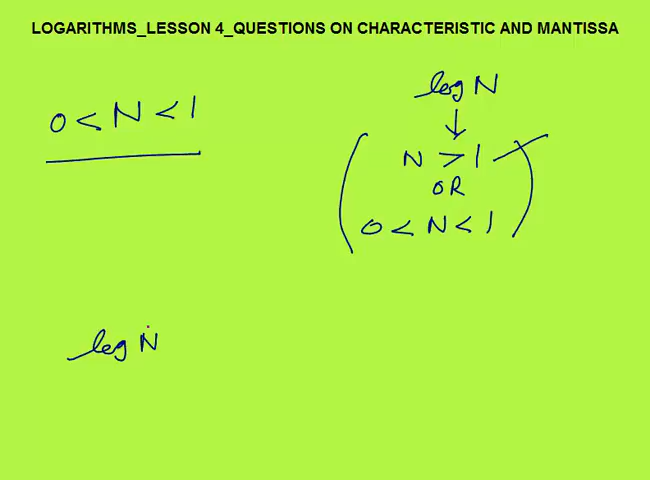 LOGARITHMS_LESSON 4_QUESTIONS ON CHARACTERISTIC AND MANTISSA
log N
↓
N > 1
OR
0 < N < 1
0 < N < 1
log N